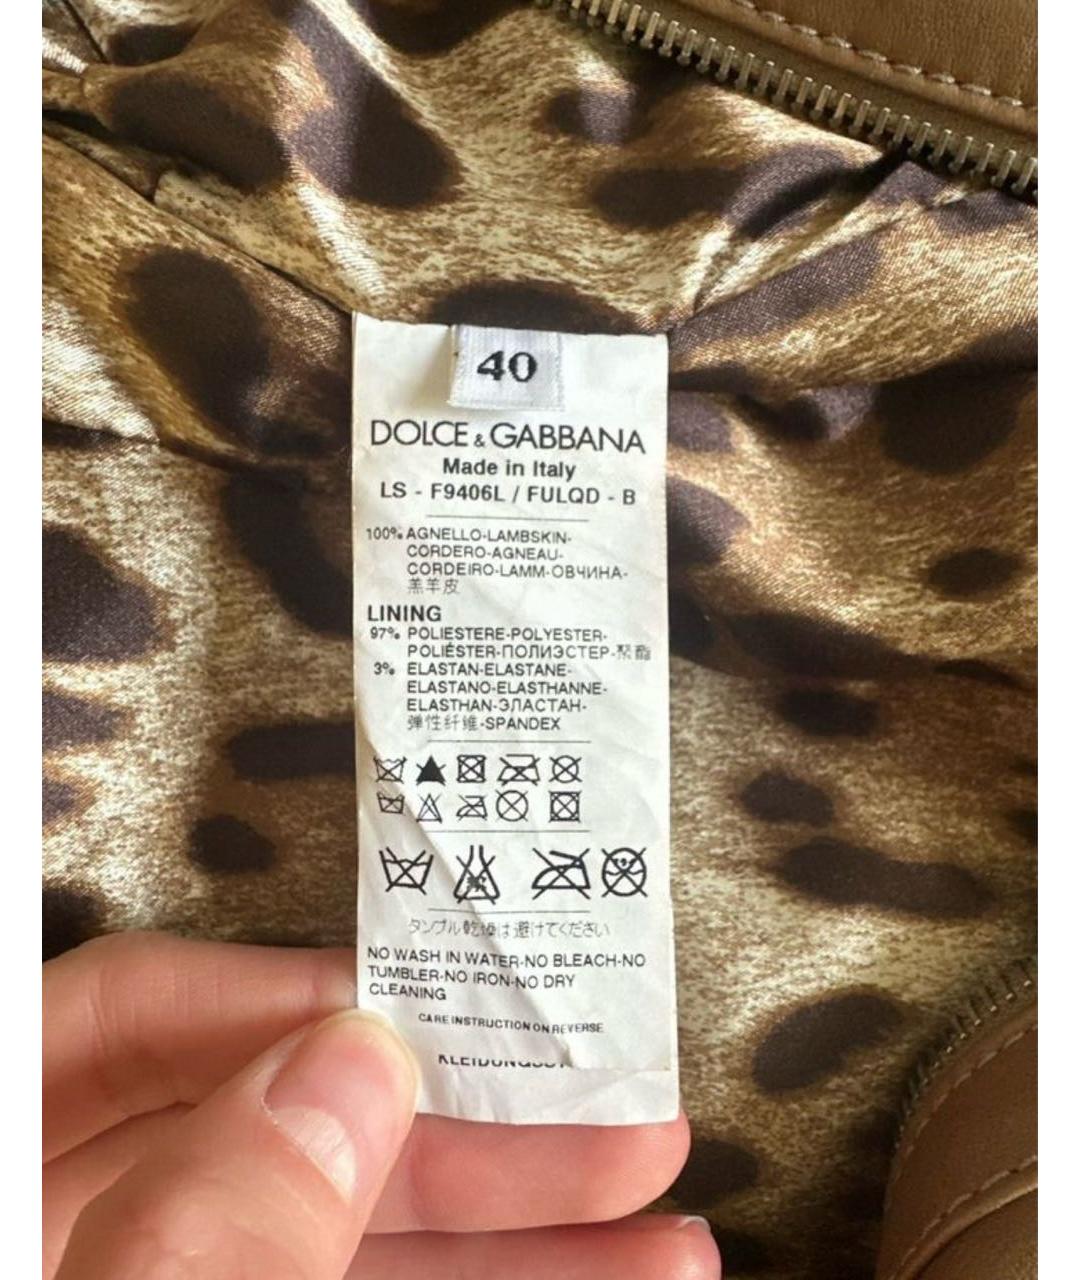 40
DOLCE & GABBANA
Made in Italy
LS - F9406L / FULQD - B
100% AGNELLO-LAMBSKIN-
CORDERO-AGNEAU-
CORDEIRO-LAMM-ОВЧИНА-
羔羊皮
LINING
97% POLIESTERE-POLYESTER-
POLIÉSTER-ПОЛИЭСТЕР-聚酯
3% ELASTAN-ELASTANE-
ELASTANO-ELASTHANNE-
ELASTHAN-ЭЛАСТАН-
弹性纤维-SPANDEX
タンブル乾燥は避けてください
NO WASH IN WATER-NO BLEACH-NO
TUMBLER-NO IRON-NO DRY
CLEANING
CARE INSTRUCTION ON REVERSE